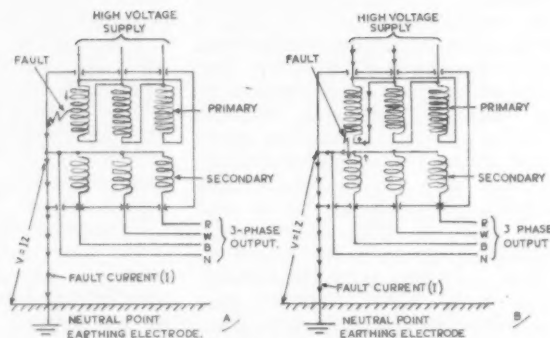 HIGH VOLTAGE
SUPPLY
FAULT
PRIMARY
SECONDARY
V=IZ
R
W
B
N
3-PHASE
OUTPUT.
FAULT CURRENT (I)
NEUTRAL POINT
EARTHING ELECTRODE.
A
HIGH VOLTAGE
SUPPLY
FAULT
PRIMARY
SECONDARY
V=IZ
R
W
B
N
3 PHASE
OUTPUT
FAULT CURRENT (I)
NEUTRAL POINT
EARTHING ELECTRODE
B